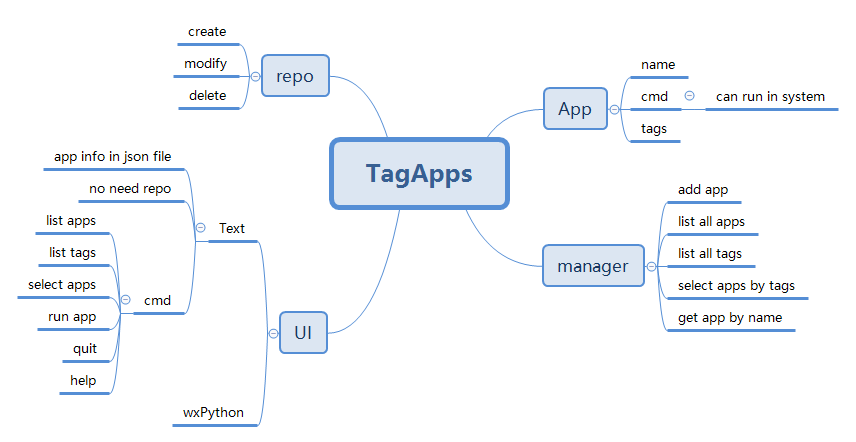 TagApps
repo
create
modify
delete
App
name
cmd
can run in system
tags
manager
add app
list all apps
list all tags
select apps by tags
get app by name
UI
Text
app info in json file
no need repo
cmd
list apps
list tags
select apps
run app
quit
help
wxPython